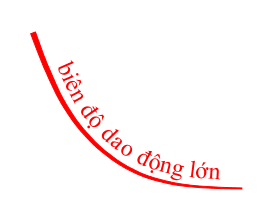 biên độ dao động lớn